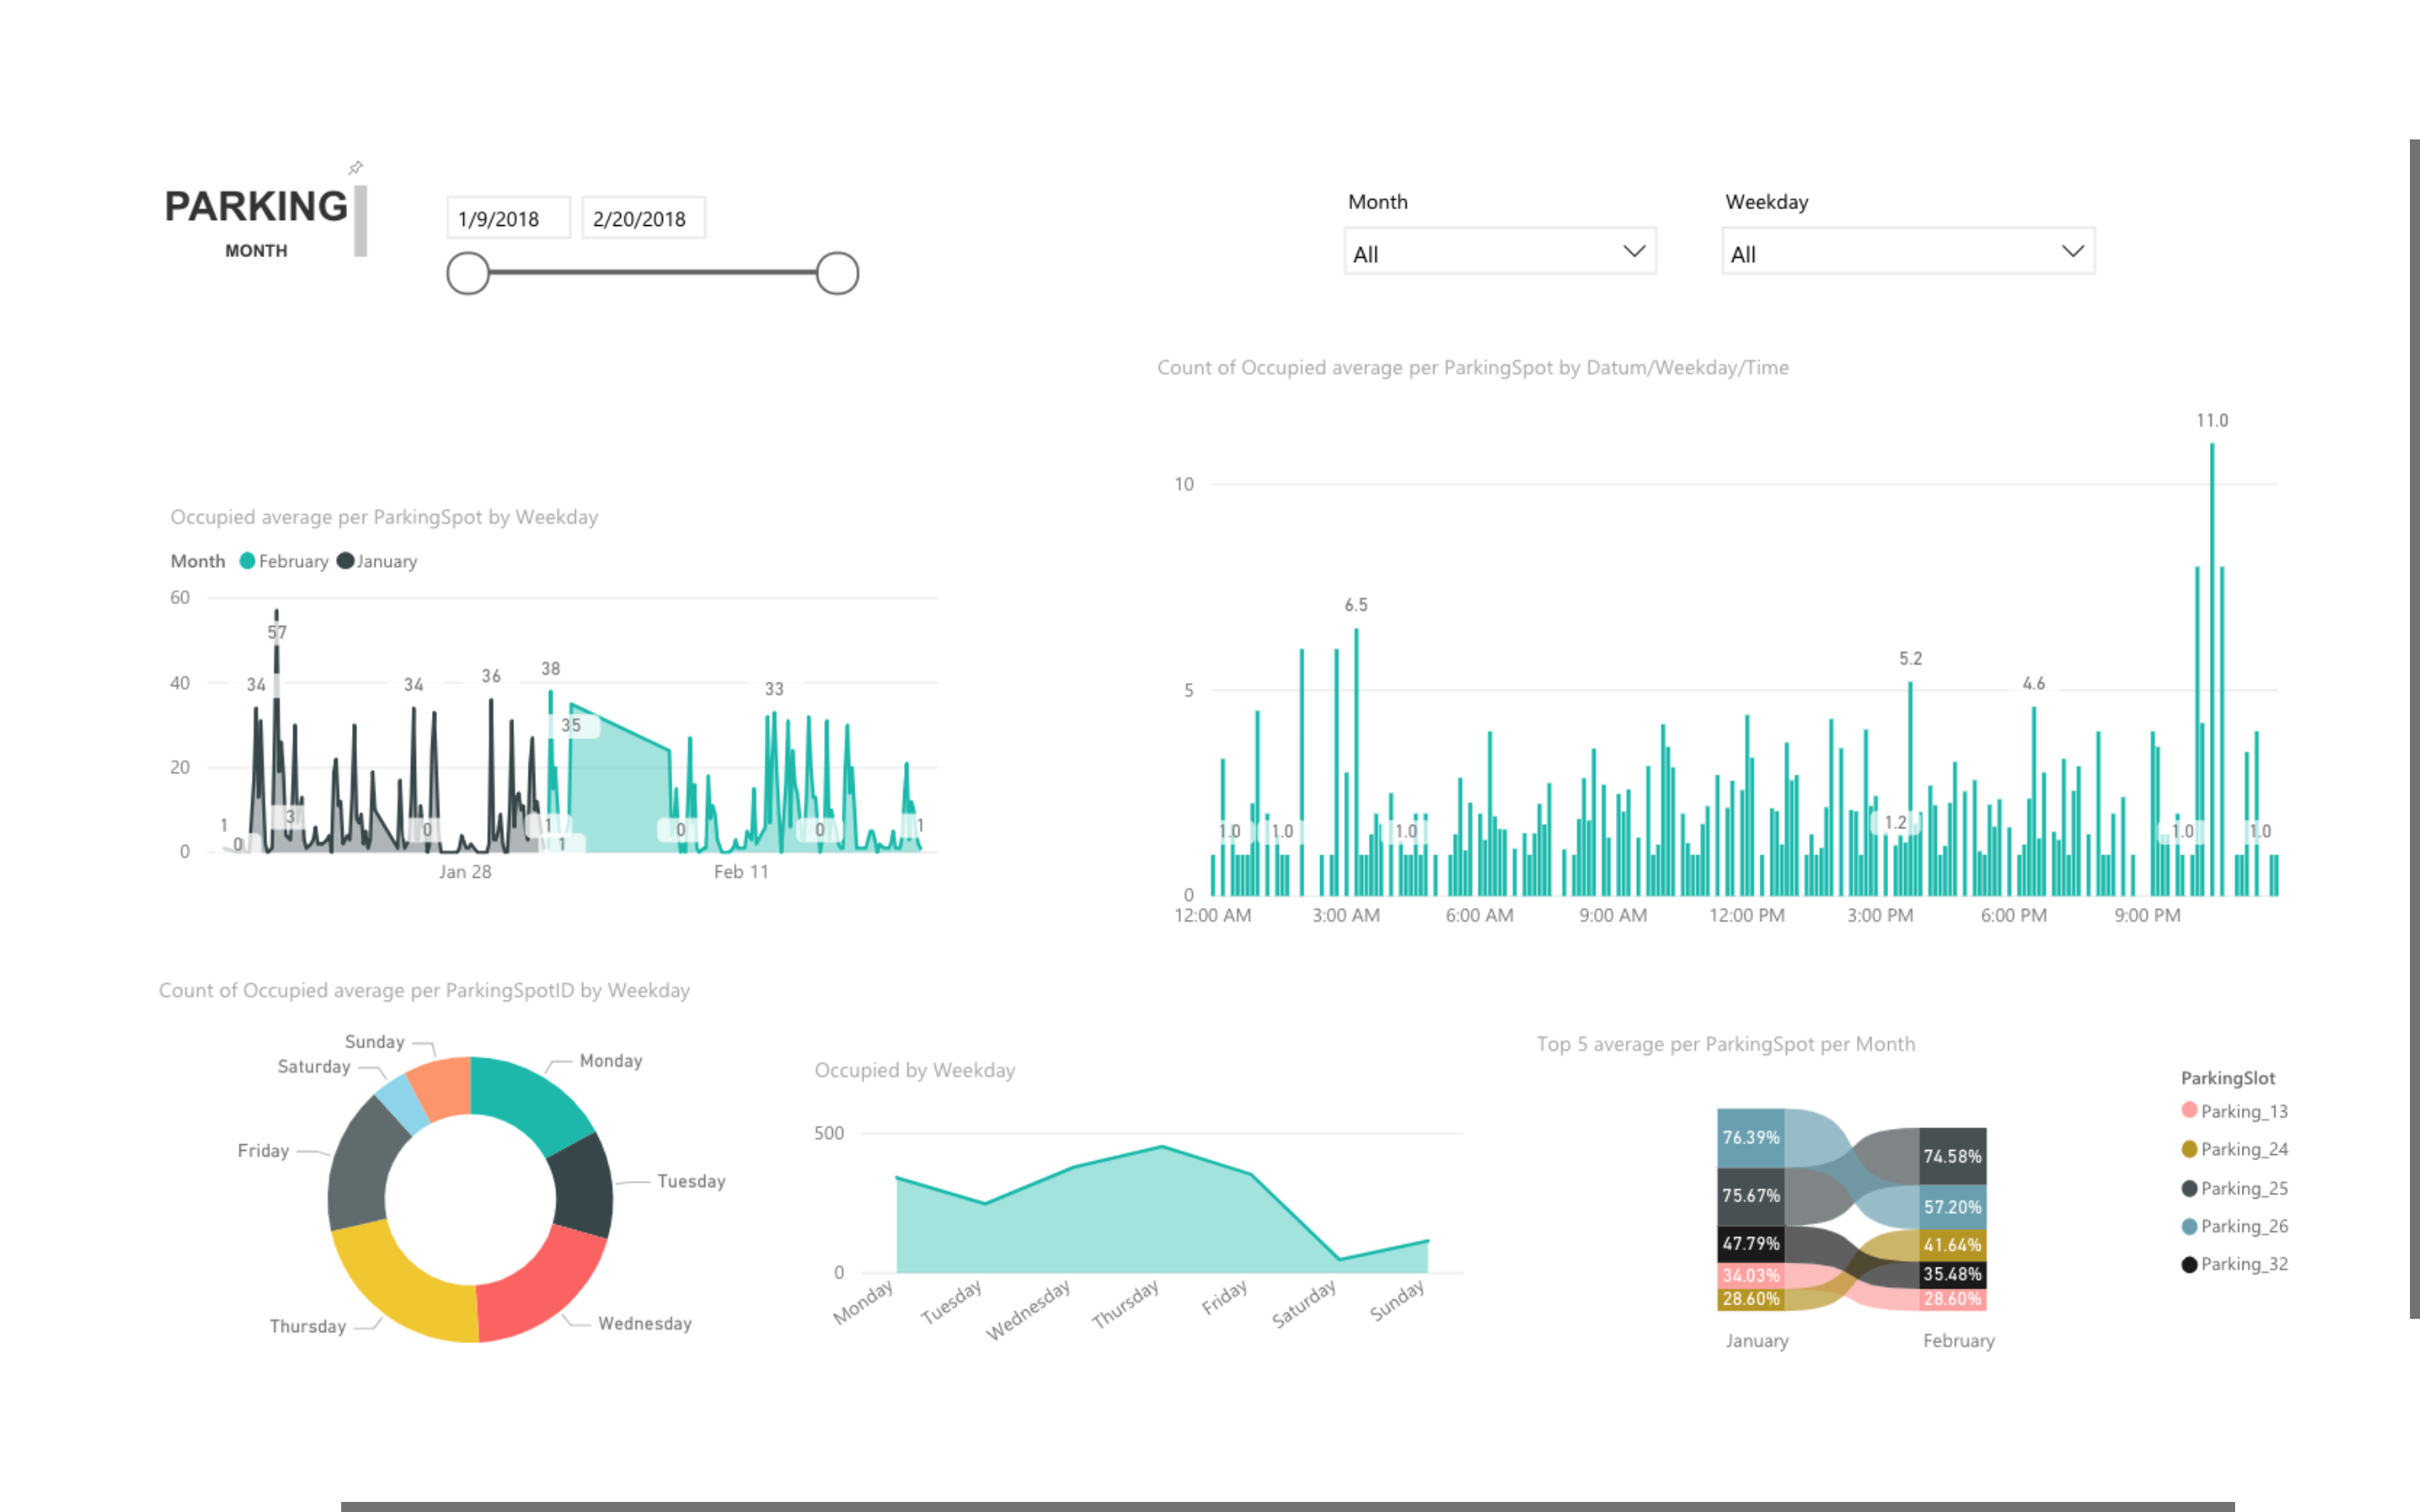 PARKING
MONTH
1/9/2018
2/20/2018
Month
All
Weekday
All
Count of Occupied average per ParkingSpot by Datum/Weekday/Time
11.0
10
6.5
5.2
4.6
5
1.0
1.0
1.0
1.2
1.0
1.0
0
12:00 AM
3:00 AM
6:00 AM
9:00 AM
12:00 PM
3:00 PM
6:00 PM
9:00 PM
Occupied average per ParkingSpot by Weekday
Month February January
60
57
40
34
34
36
38
33
35
20
1
0
3
0
1
1
0
0
1
0
Jan 28
Feb 11
Count of Occupied average per ParkingSpotID by Weekday
Sunday
Saturday
Monday
Friday
Tuesday
Thursday
Wednesday
Occupied by Weekday
500
0
Monday
Tuesday
Wednesday
Thursday
Friday
Saturday
Sunday
Top 5 average per ParkingSpot per Month
76.39%
75.67%
47.79%
34.03%
28.60%
74.58%
57.20%
41.64%
35.48%
28.60%
January
February
ParkingSlot
Parking_13
Parking_24
Parking_25
Parking_26
Parking_32